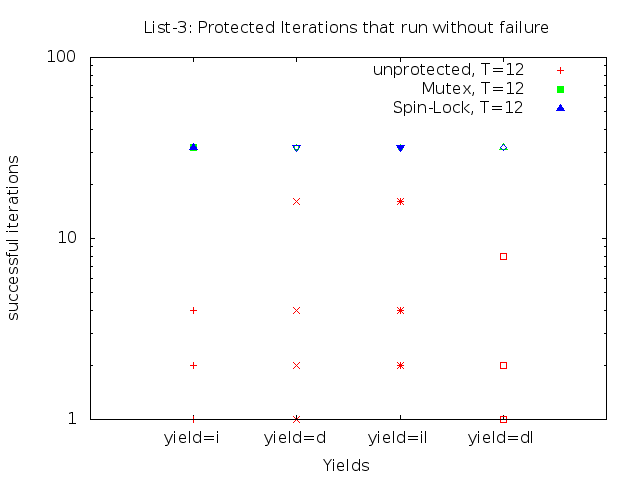 List-3: Protected Iterations that run without failure
100
10
1
successful iterations
unprotected, T=12
Mutex, T=12
Spin-Lock, T=12
yield=i yield=d yield=il yield=dl
Yields